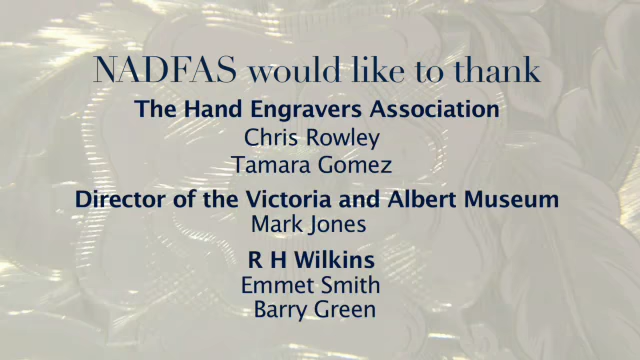 NADFAS would like to thank
The Hand Engravers Association
Chris Rowley
Tamara Gomez
Director of the Victoria and Albert Museum
Mark Jones
R H Wilkins
Emmet Smith
Barry Green